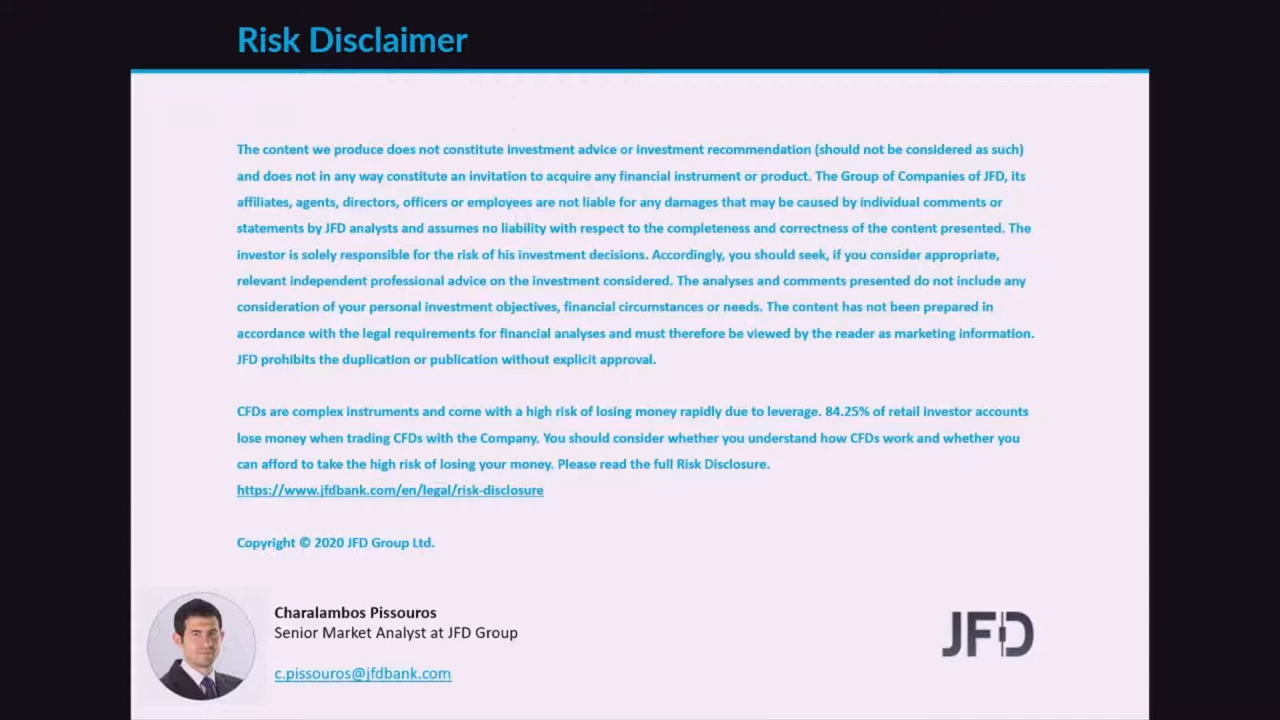 Risk Disclaimer
The content we produce does not constitute investment advice or investment recommendation (should not be considered as such)
and does not in any way constitute an invitation to acquire any financial instrument or product. The Group of Companies of JFD, its
affiliates, agents, directors, officers or employees are not liable for any damages that may be caused by individual comments or
statements by JFD analysts and assumes no liability with respect to the completeness and correctness of the content presented. The
investor is solely responsible for the risk of his investment decisions. Accordingly, you should seek, if you consider appropriate,
relevant independent professional advice on the investment considered. The analyses and comments presented do not include any
consideration of your personal investment objectives, financial circumstances or needs. The content has not been prepared in
accordance with the legal requirements for financial analyses and must therefore be viewed by the reader as marketing information.
JFD prohibits the duplication or publication without explicit approval.
CFDs are complex instruments and come with a high risk of losing money rapidly due to leverage. 84.25% of retail investor accounts
lose money when trading CFDs with the Company. You should consider whether you understand how CFDs work and whether you
can afford to take the high risk of losing your money. Please read the full Risk Disclosure.
https://www.jfdbank.com/en/legal/risk-disclosure
Copyright © 2020 JFD Group Ltd.
Charalambos Pissouros
Senior Market Analyst at JFD Group
c.pissouros@jfdbank.com
JFD